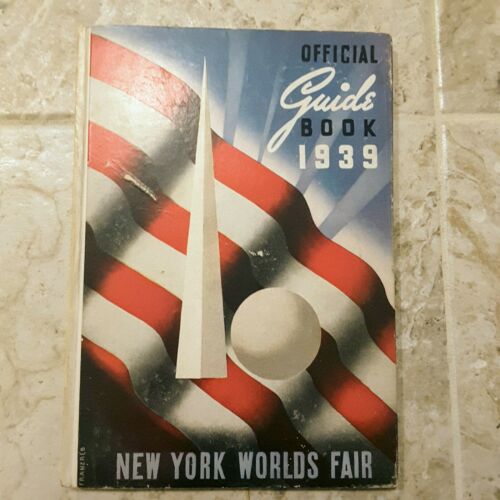 OFFICIAL
Guide
BOOK
1939
NEW YORK WORLDS FAIR